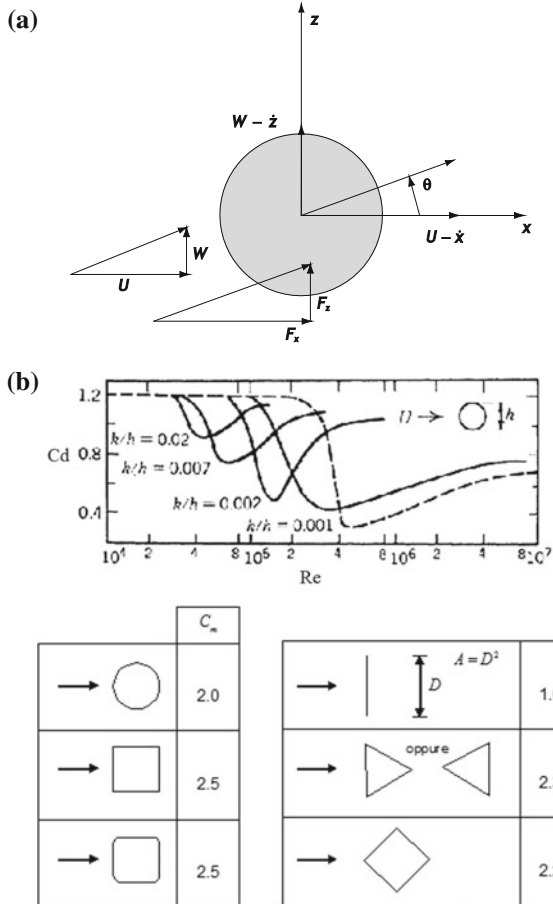 (a)
z
W – ż
θ
x
U – ẋ
W
U
F_z
F_x
(b)
1.2
0.8
0.4
Cd
k/h = 0.02
k/h = 0.007
k/h = 0.002
k/h = 0.001
h
10⁴ 2 4 8 10⁵ 2 4 8 10⁶ 2 4 8 10⁷
Re
C_m
2.0
2.5
2.5
A = D²
D
oppure